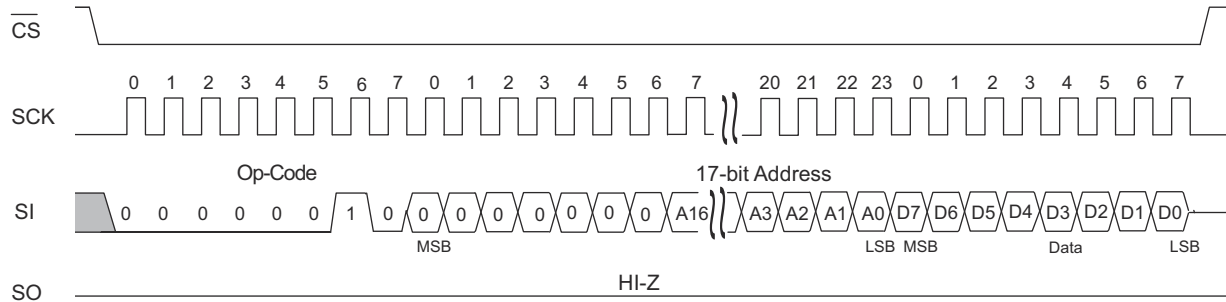 CS
0 1 2 3 4 5 6 7 0 1 2 3 4 5 6 7 20 21 22 23 0 1 2 3 4 5 6 7
SCK
Op-Code 17-bit Address
SI 0 0 0 0 0 0 1 0 0 0 0 0 0 0 0 A16 A3 A2 A1 A0 D7 D6 D5 D4 D3 D2 D1 D0
MSB LSB MSB Data LSB
HI-Z
SO